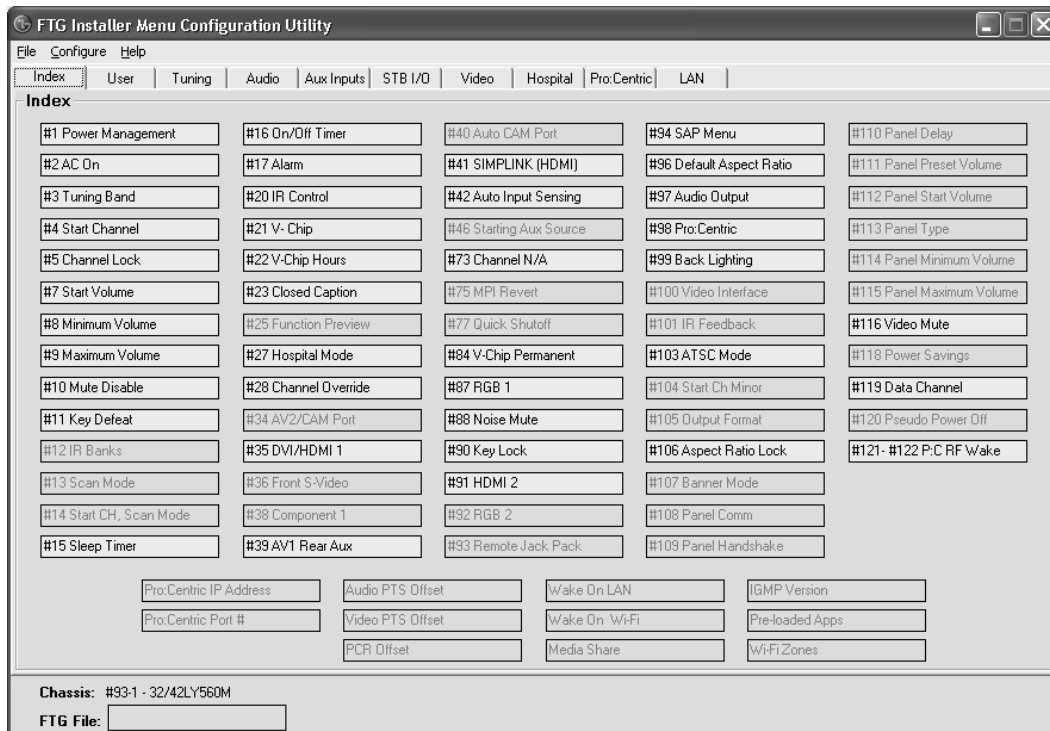 FTG Installer Menu Configuration Utility
File Configure Help
Index User Tuning Audio Aux Inputs STB I/O Video Hospital Pro:Centric LAN
Index
#1 Power Management #16 On/Off Timer #40 Auto CAM Port #94 SAP Menu #110 Panel Delay
#2 AC On #17 Alarm #41 SIMPLINK (HDMI) #96 Default Aspect Ratio #111 Panel Preset Volume
#3 Tuning Band #20 IR Control #42 Auto Input Sensing #97 Audio Output #112 Panel Start Volume
#4 Start Channel #21 V- Chip #46 Starting Aux Source #98 Pro:Centric #113 Panel Type
#5 Channel Lock #22 V-Chip Hours #73 Channel N/A #99 Back Lighting #114 Panel Minimum Volume
#7 Start Volume #23 Closed Caption #75 MPI Revert #100 Video Interface #115 Panel Maximum Volume
#8 Minimum Volume #25 Function Preview #77 Quick Shutoff #101 IR Feedback #116 Video Mute
#9 Maximum Volume #27 Hospital Mode #84 V-Chip Permanent #103 ATSC Mode #118 Power Savings
#10 Mute Disable #28 Channel Override #87 RGB 1 #104 Start Ch Minor #119 Data Channel
#11 Key Defeat #34 AV2/CAM Port #88 Noise Mute #105 Output Format #120 Pseudo Power Off
#12 IR Banks #35 DVI/HDMI 1 #90 Key Lock #106 Aspect Ratio Lock #121- #122 P:C RF Wake
#13 Scan Mode #36 Front S-Video #91 HDMI 2 #107 Banner Mode
#14 Start CH, Scan Mode #38 Component 1 #92 RGB 2 #108 Panel Comm
#15 Sleep Timer #39 AV1 Rear Aux #93 Remote Jack Pack #109 Panel Handshake
Pro:Centric IP Address Audio PTS Offset Wake On LAN IGMP Version
Pro:Centric Port # Video PTS Offset Wake On Wi-Fi Pre-loaded Apps
PCR Offset Media Share Wi-Fi Zones
Chassis: #93-1 - 32/42LY560M
FTG File: